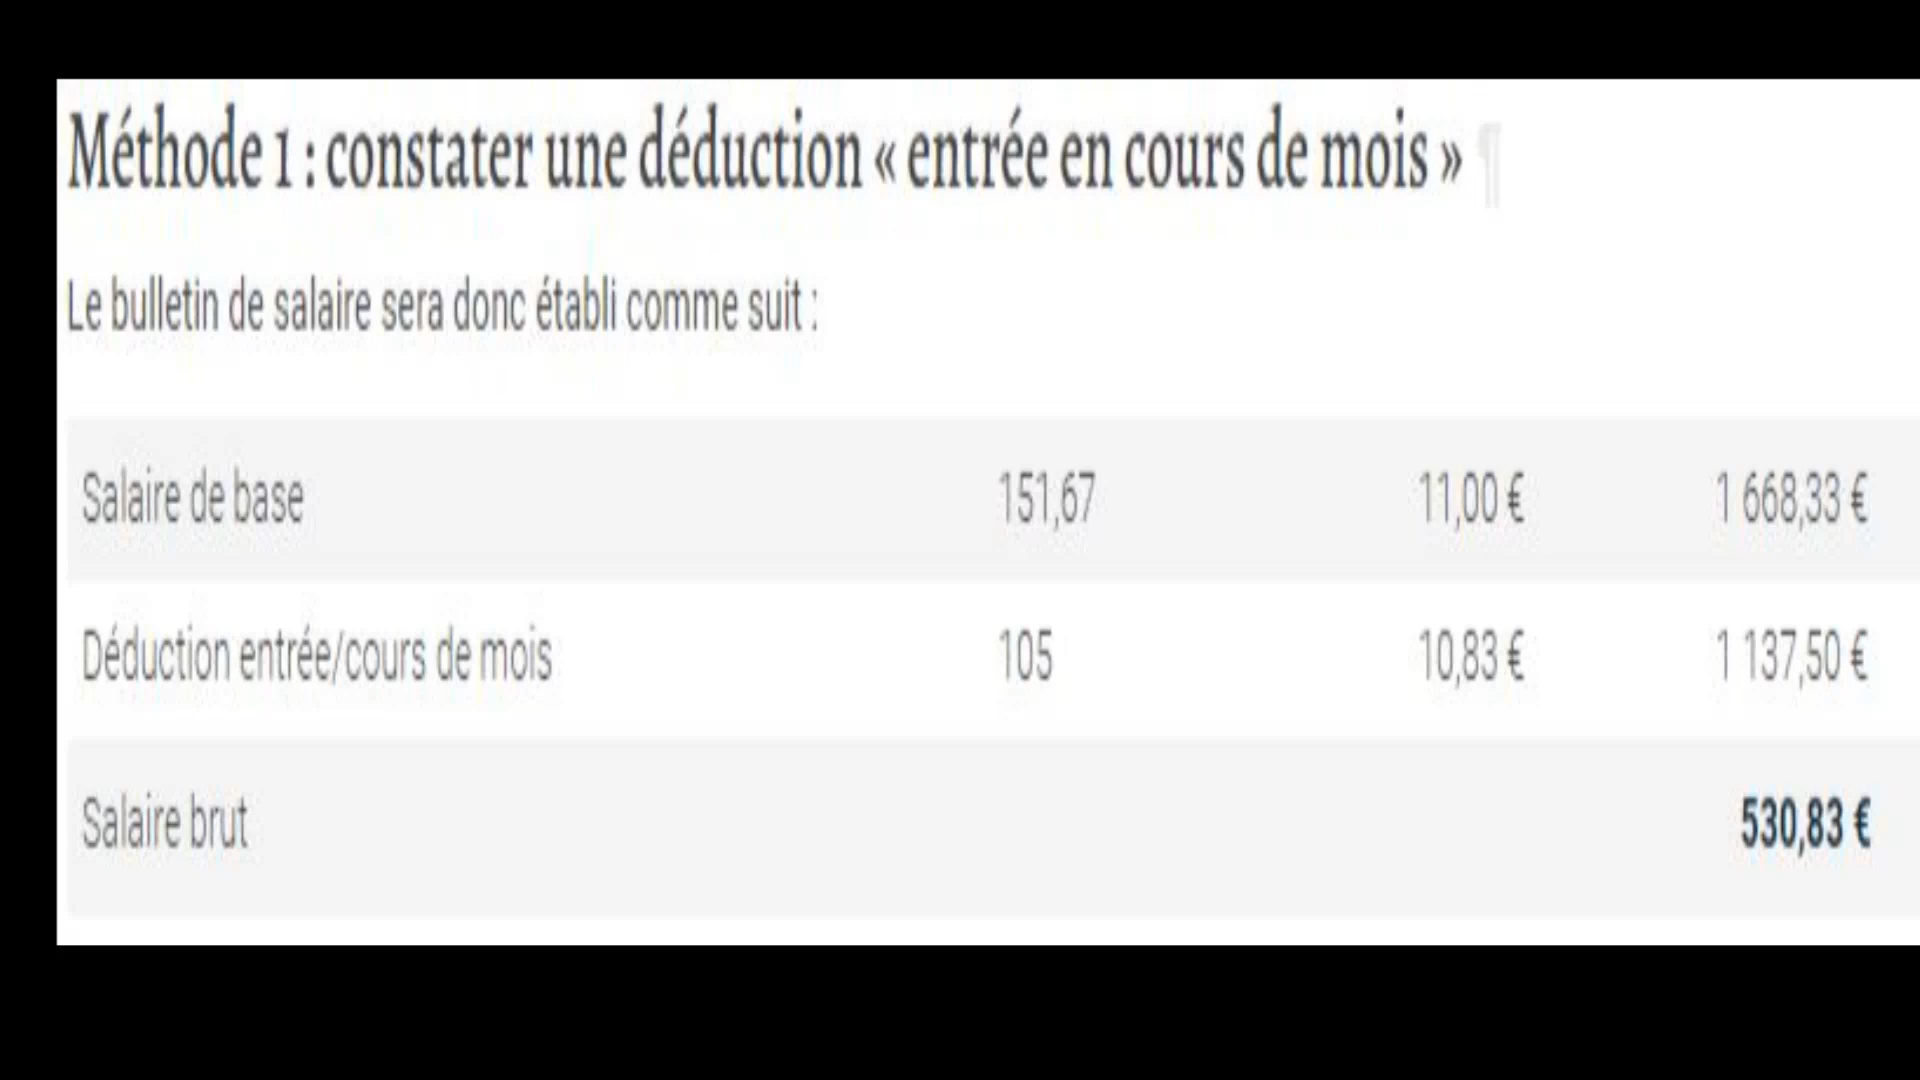 Méthode 1 : constater une déduction « entrée en cours de mois » ¶
Le bulletin de salaire sera donc établi comme suit :
Salaire de base 151,67 11,00 € 1 668,33 €
Déduction entrée/cours de mois 105 10,83 € 1 137,50 €
Salaire brut 530,83 €